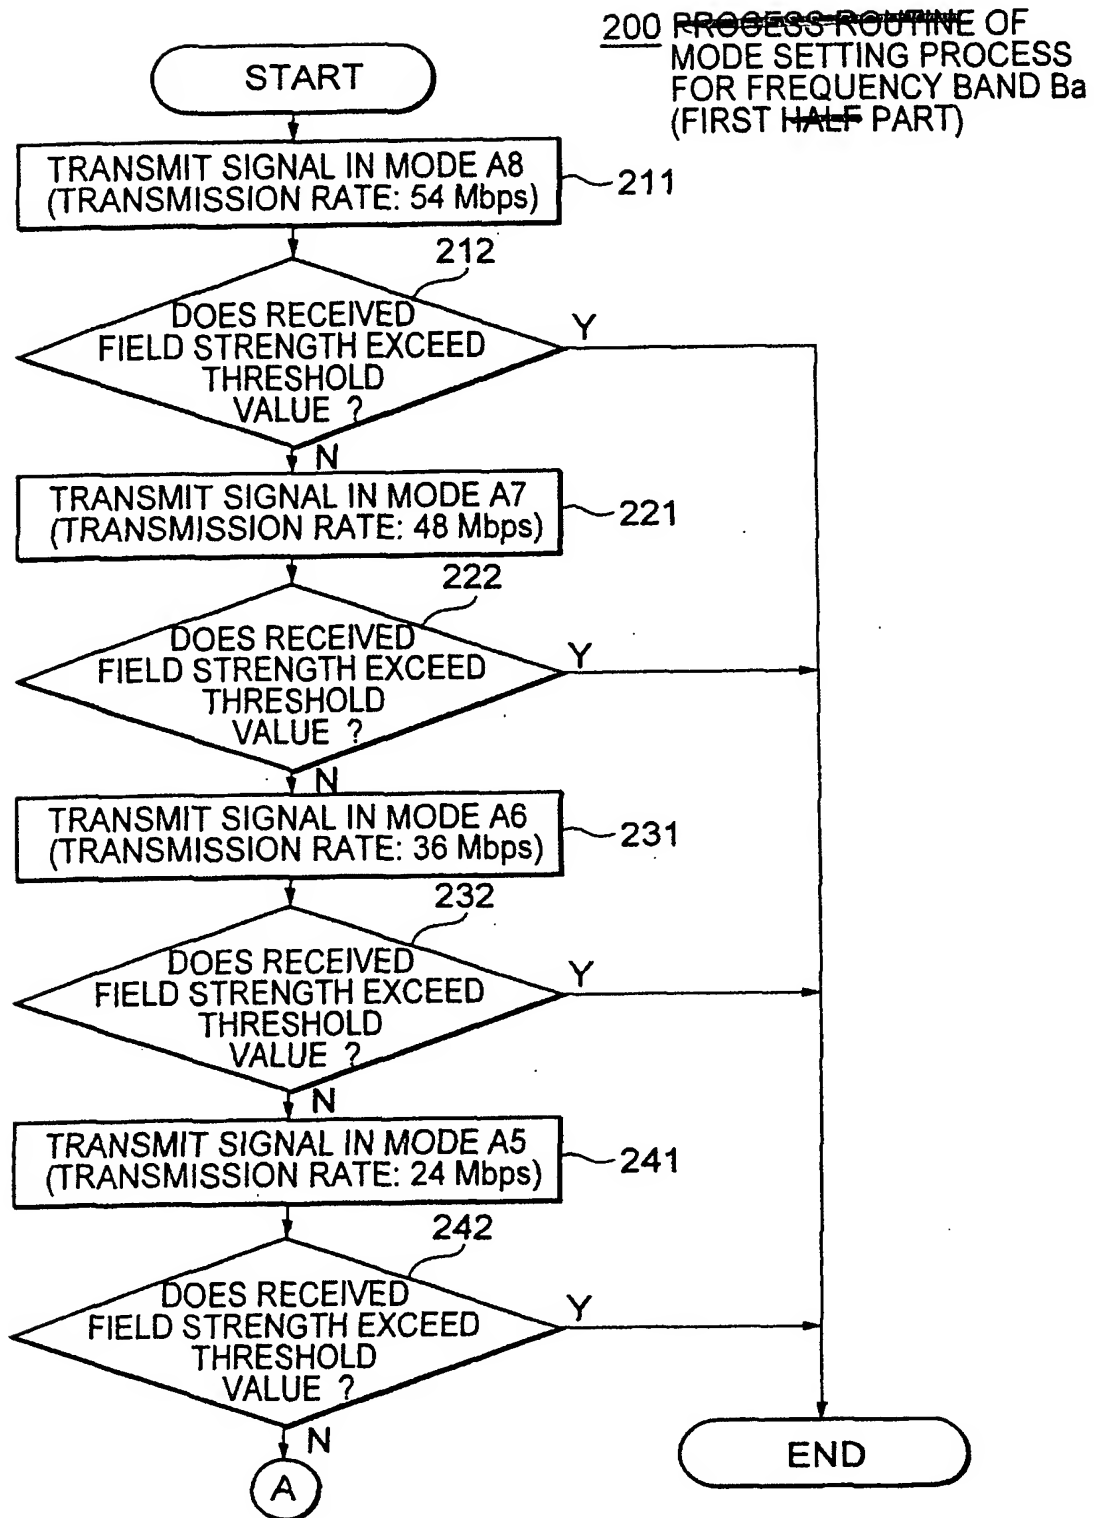 200 PROCESS ROUTINE OF
MODE SETTING PROCESS
FOR FREQUENCY BAND Ba
(FIRST HALF PART)
START
TRANSMIT SIGNAL IN MODE A8
(TRANSMISSION RATE: 54 Mbps)
211
212
DOES RECEIVED
FIELD STRENGTH EXCEED
THRESHOLD
VALUE ?
Y
N
TRANSMIT SIGNAL IN MODE A7
(TRANSMISSION RATE: 48 Mbps)
221
222
DOES RECEIVED
FIELD STRENGTH EXCEED
THRESHOLD
VALUE ?
Y
N
TRANSMIT SIGNAL IN MODE A6
(TRANSMISSION RATE: 36 Mbps)
231
232
DOES RECEIVED
FIELD STRENGTH EXCEED
THRESHOLD
VALUE ?
Y
N
TRANSMIT SIGNAL IN MODE A5
(TRANSMISSION RATE: 24 Mbps)
241
242
DOES RECEIVED
FIELD STRENGTH EXCEED
THRESHOLD
VALUE ?
Y
N
A
END